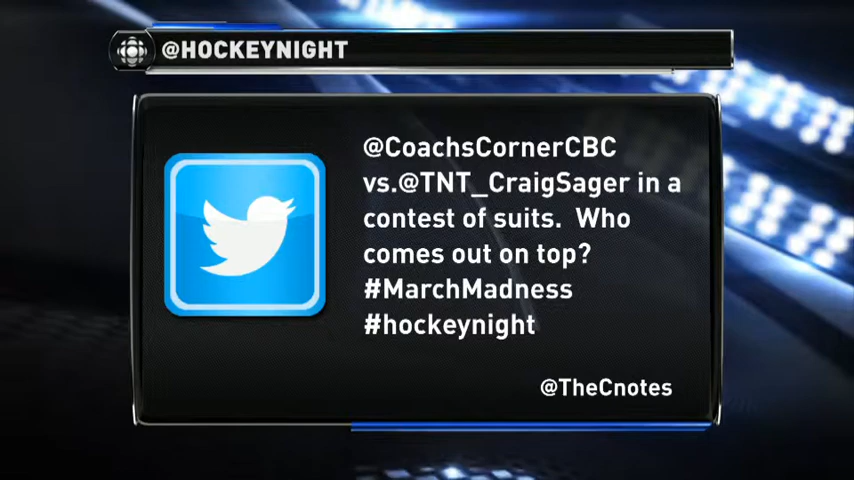 @HOCKEYNIGHT
@CoachsCornerCBC
vs.@TNT_CraigSager in a
contest of suits.  Who
comes out on top?
#MarchMadness
#hockeynight
@TheCnotes